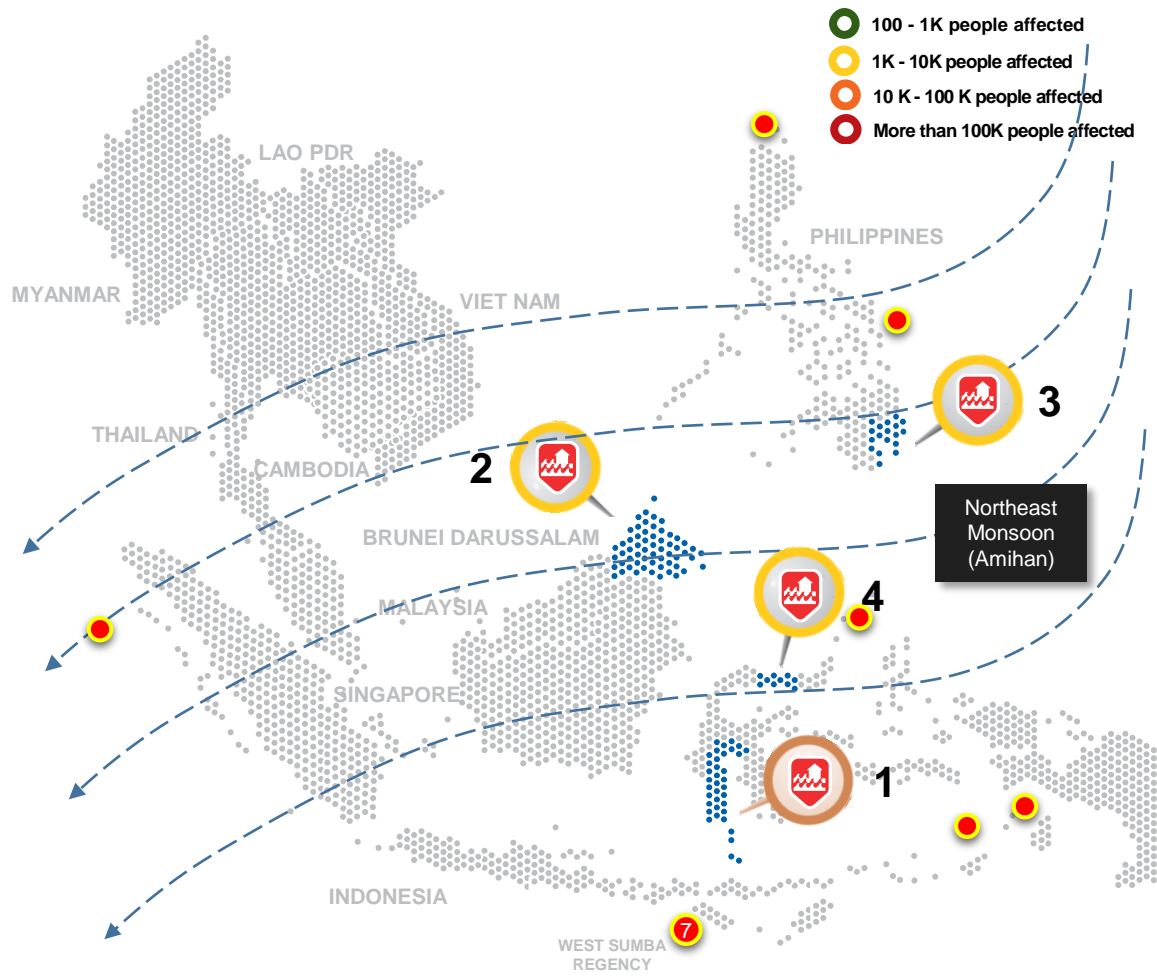 100 - 1K people affected
1K - 10K people affected
10 K - 100 K people affected
More than 100K people affected
LAO PDR
PHILIPPINES
MYANMAR
VIET NAM
3
THAILAND
2
CAMBODIA
Northeast
Monsoon
(Amihan)
BRUNEI DARUSSALAM
4
MALAYSIA
SINGAPORE
1
INDONESIA
7
WEST SUMBA
REGENCY